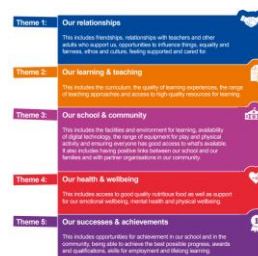 Theme 1: Our relationships
This includes friendships, relationships with teachers and other
adults who support us, opportunities to influence things, equality and
fairness, ethos and culture, feeling supported and cared for.
Theme 2: Our learning & teaching
This includes the curriculum, the quality of learning experiences, the range
of teaching approaches and access to high-quality resources for learning.
Theme 3: Our school & community
This includes the facilities and environment for learning, availability
of digital technology, the range of equipment for play and physical
activity and ensuring everyone has good access to what's available.
It also includes having positive links between our school and our
families and with partner organisations in our community.
Theme 4: Our health & wellbeing
This includes access to good quality nutritious food as well as support
for our emotional wellbeing, mental health and physical wellbeing.
Theme 5: Our successes & achievements
This includes opportunities for achievement in our school and in the
community, being able to achieve the best possible progress, awards
and qualifications, skills for employment and lifelong learning.